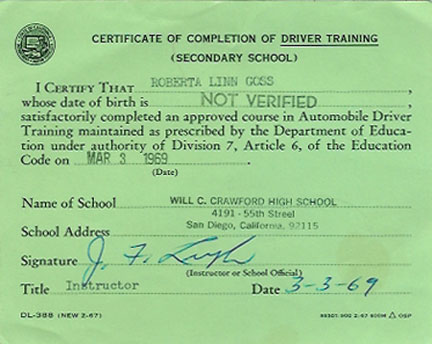 CERTIFICATE OF COMPLETION OF DRIVER TRAINING
(SECONDARY SCHOOL)
I CERTIFY THAT ROBERTA LINN GOSS,
whose date of birth is NOT VERIFIED,
satisfactorily completed an approved course in Automobile Driver
Training maintained as prescribed by the Department of Educa-
tion under authority of Division 7, Article 6, of the Education
Code on MAR 3 1969
(Date)
Name of School WILL C. CRAWFORD HIGH SCHOOL
4191 - 55th Street
School Address San Diego, California, 92115
Signature J. F.
(Instructor or School Official)
Title Instructor Date 3-3-69
DL-388 (NEW 2-67) 2-67 OSP